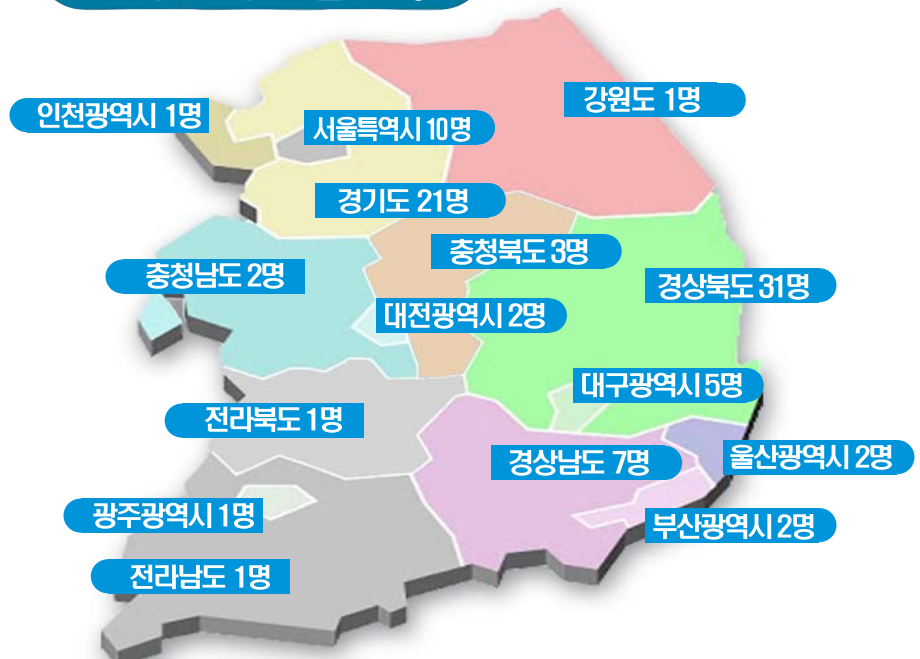 인천광역시 1명
강원도 1명
서울특역시 10명
경기도 21명
충청북도 3명
충청남도 2명
경상북도 31명
대전광역시 2명
대구광역시 5명
전라북도 1명
경상남도 7명
울산광역시 2명
광주광역시 1명
부산광역시 2명
전라남도 1명